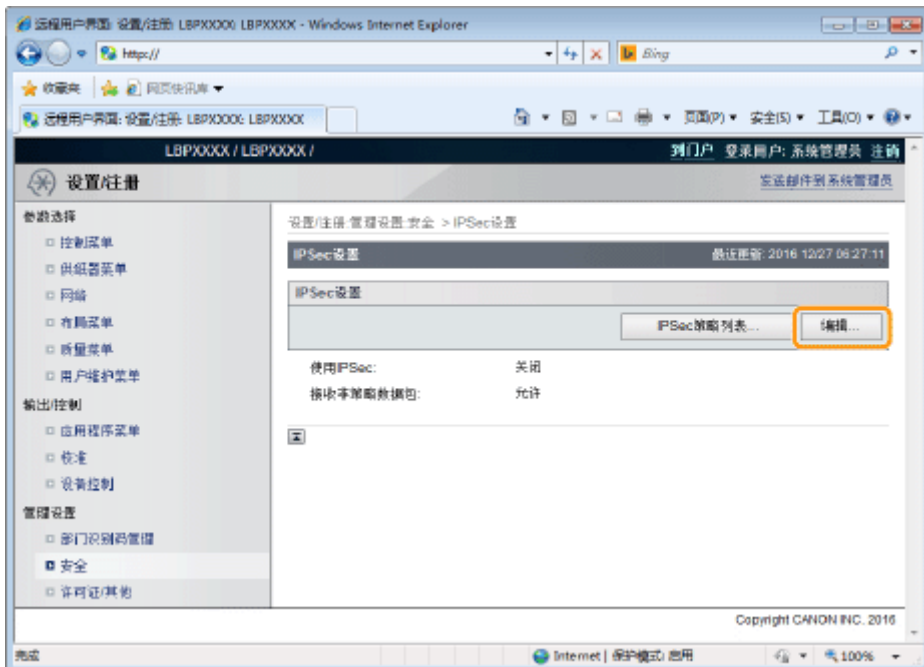 远程用户界面: 设置/注册: LBPXXXX: LBPXXXX - Windows Internet Explorer
https://
Bing
收藏夹 网页快讯库
远程用户界面: 设置/注册: LBPXXXX: LBPXXXX 页面(P) 安全(S) 工具(O)
LBPXXXX / LBPXXXX / 到门户 登录用户: 系统管理员 注销
设置/注册 发送邮件到系统管理员
参数选择
控制菜单
供纸器菜单
网络
布局菜单
质量菜单
用户维护菜单
输出/控制
应用程序菜单
校准
设备控制
管理设置
部门识别码管理
安全
许可证/其他
设置/注册:管理设置:安全 > IPSec设置
IPSec设置 最近更新: 2016 12/27 06:27:11
IPSec设置
IPSec策略列表... 编辑...
使用IPSec: 关闭
接收非策略数据包: 允许
Copyright CANON INC. 2016
完成 Internet | 保护模式: 启用 100%